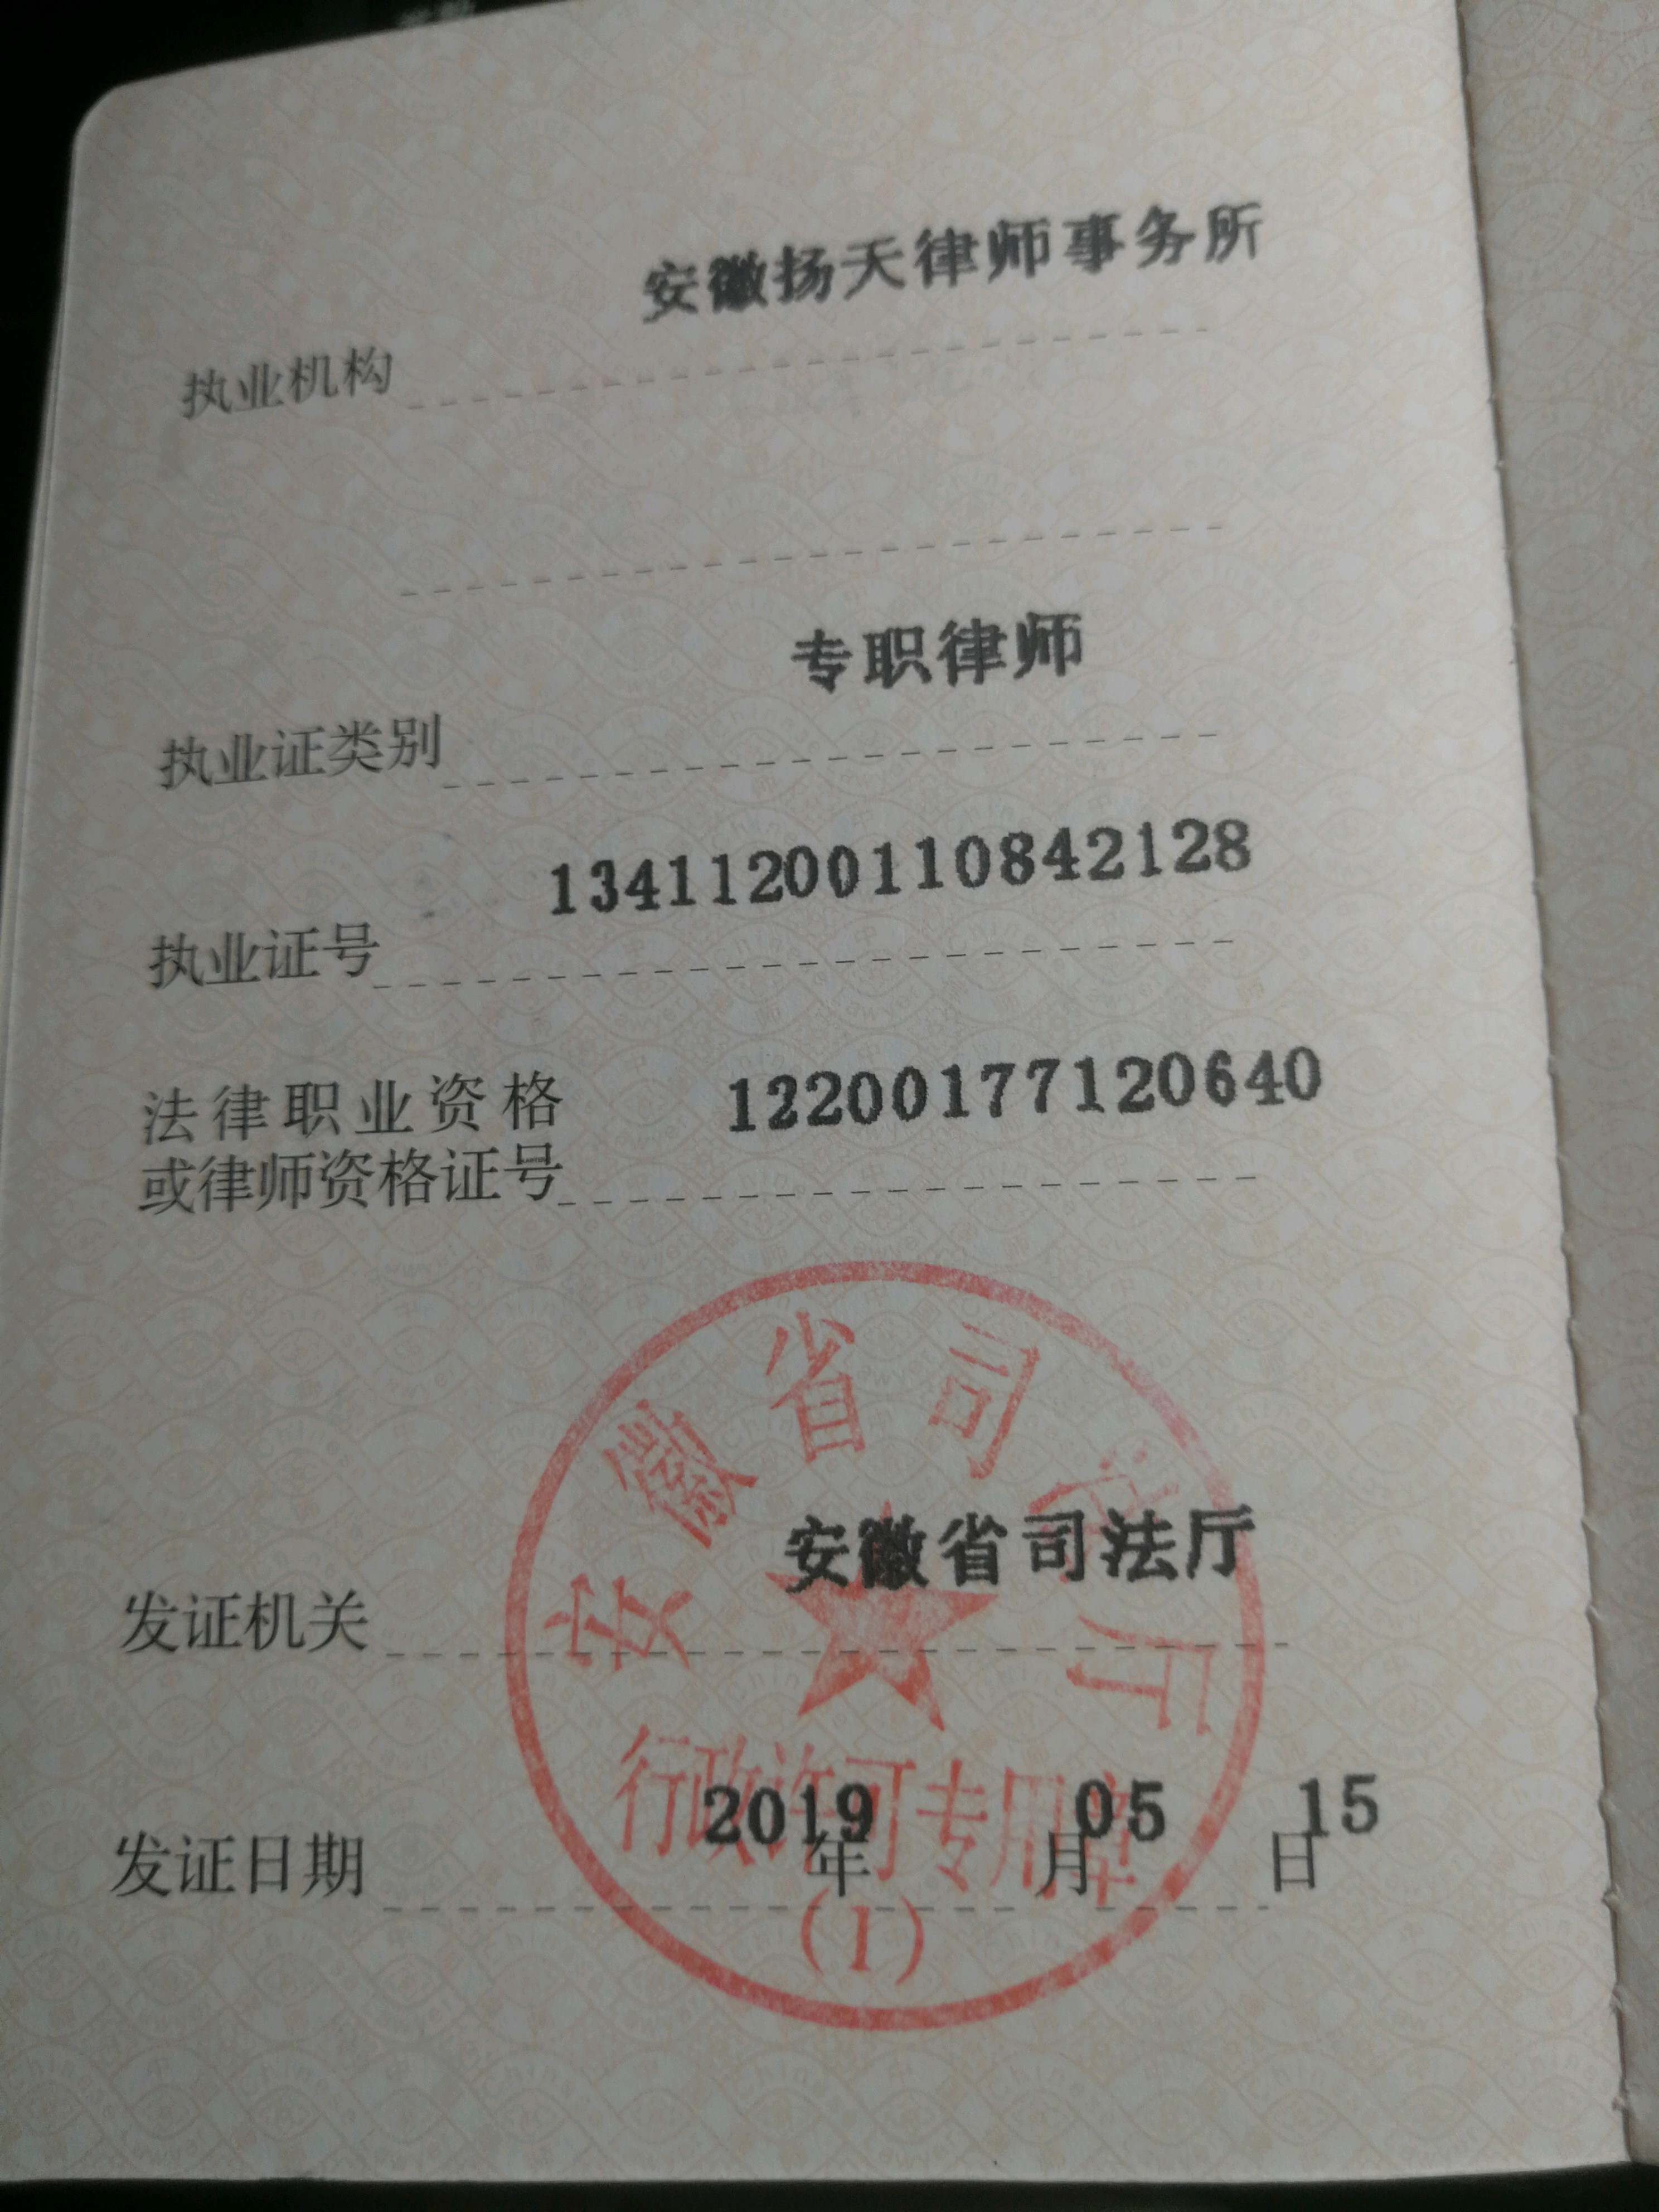 安徽扬天律师事务所
执业机构
专职律师
执业证类别
13411200110842128
执业证号
法律职业资格 12200177120640
或律师资格证号
安徽省司法厅
安徽省司法厅
发证机关
行政许可专用章
2019 05 15
发证日期 年 月 日
(1)